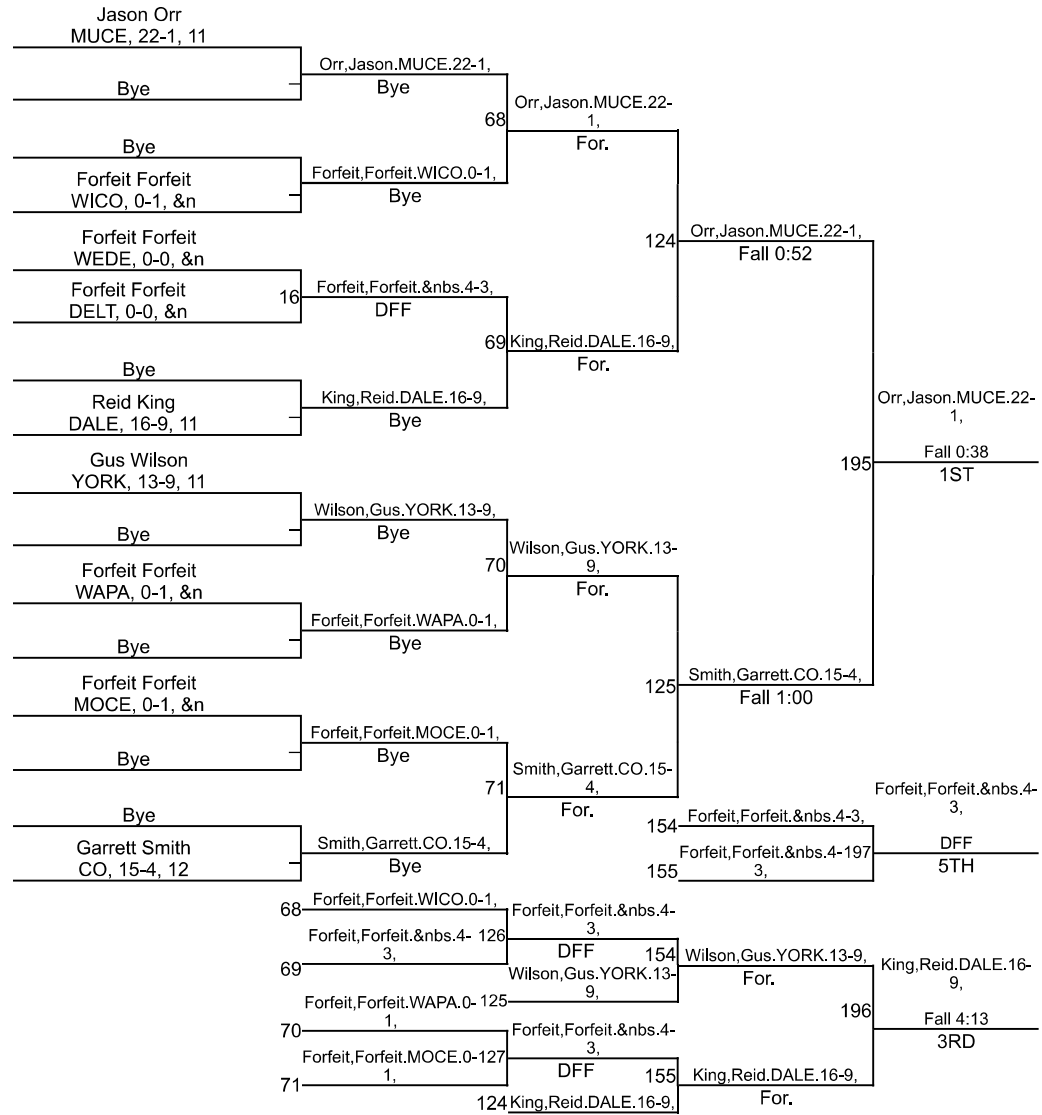 Jason Orr
MUCE, 22-1, 11
Bye
Orr,Jason.MUCE.22-1,
Bye
68
Orr,Jason.MUCE.22-
1,
For.
Bye
Forfeit Forfeit
WICO, 0-1, &n
Forfeit,Forfeit.WICO.0-1,
Bye
124
Orr,Jason.MUCE.22-1,
Fall 0:52
Forfeit Forfeit
WEDE, 0-0, &n
Forfeit Forfeit
DELT, 0-0, &n
16
Forfeit,Forfeit.&nbs.4-3,
DFF
69
King,Reid.DALE.16-9,
For.
Bye
Reid King
DALE, 16-9, 11
King,Reid.DALE.16-9,
Bye
195
Orr,Jason.MUCE.22-
1,
Fall 0:38
1ST
Gus Wilson
YORK, 13-9, 11
Bye
Wilson,Gus.YORK.13-9,
Bye
70
Wilson,Gus.YORK.13-
9,
For.
Forfeit Forfeit
WAPA, 0-1, &n
Bye
Forfeit,Forfeit.WAPA.0-1,
Bye
125
Smith,Garrett.CO.15-4,
Fall 1:00
Forfeit Forfeit
MOCE, 0-1, &n
Bye
Forfeit,Forfeit.MOCE.0-1,
Bye
71
Smith,Garrett.CO.15-
4,
For.
Bye
Garrett Smith
CO, 15-4, 12
Smith,Garrett.CO.15-4,
Bye
154
Forfeit,Forfeit.&nbs.4-3,
155
Forfeit,Forfeit.&nbs.4-
3,
197
Forfeit,Forfeit.&nbs.4-
3,
DFF
5TH
68
Forfeit,Forfeit.WICO.0-1,
69
Forfeit,Forfeit.&nbs.4-
3,
126
Forfeit,Forfeit.&nbs.4-
3,
DFF
125
Wilson,Gus.YORK.13-
9,
154
Wilson,Gus.YORK.13-9,
For.
70
Forfeit,Forfeit.WAPA.0-
1,
71
Forfeit,Forfeit.MOCE.0-
1,
127
Forfeit,Forfeit.&nbs.4-
3,
DFF
124
King,Reid.DALE.16-9,
155
King,Reid.DALE.16-9,
For.
196
King,Reid.DALE.16-
9,
Fall 4:13
3RD